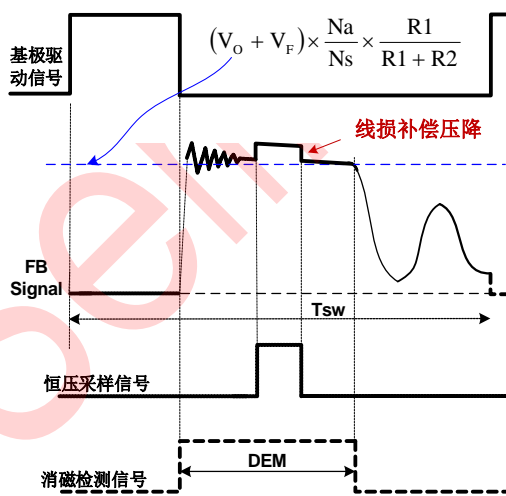 基极驱
动信号
(V_O + V_F) × Na/Ns × R1/(R1 + R2)
线损补偿压降
FB
Signal
Tsw
恒压采样信号
DEM
消磁检测信号